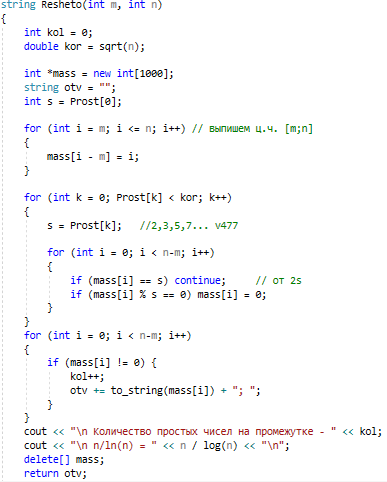 string Resheto(int m, int n)
{
    int kol = 0;
    double kor = sqrt(n);

    int *mass = new int[1000];
    string otv = "";
    int s = Prost[0];

    for (int i = m; i <= n; i++) // выпишем ц.ч. [m;n]
    {
        mass[i - m] = i;
    }

    for (int k = 0; Prost[k] < kor; k++)
    {
        s = Prost[k];   //2,3,5,7... v477

        for (int i = 0; i < n-m; i++)
        {
            if (mass[i] == s) continue;     // от 2s
            if (mass[i] % s == 0) mass[i] = 0;
        }
    }
    for (int i = 0; i < n-m; i++)
    {
        if (mass[i] != 0) {
            kol++;
            otv += to_string(mass[i]) + "; ";
        }
    }
    cout << "\n Количество простых чисел на промежутке - " << kol;
    cout << "\n n/ln(n) = " << n / log(n) << "\n";
    delete[] mass;
    return otv;